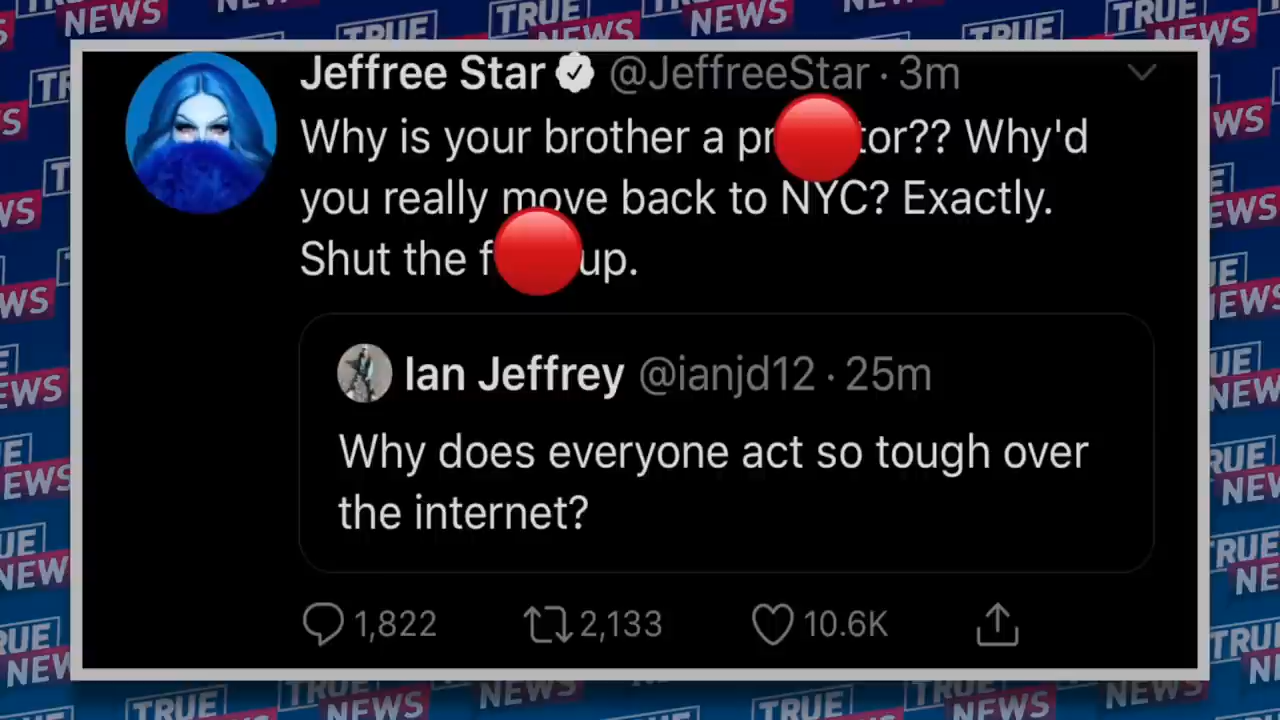 Jeffree Star @JeffreeStar · 3m
Why is your brother a pr tor?? Why'd
you really move back to NYC? Exactly.
Shut the f up.
Ian Jeffrey @ianjd12 · 25m
Why does everyone act so tough over
the internet?
1,822 2,133 10.6K
TRUE NEWS